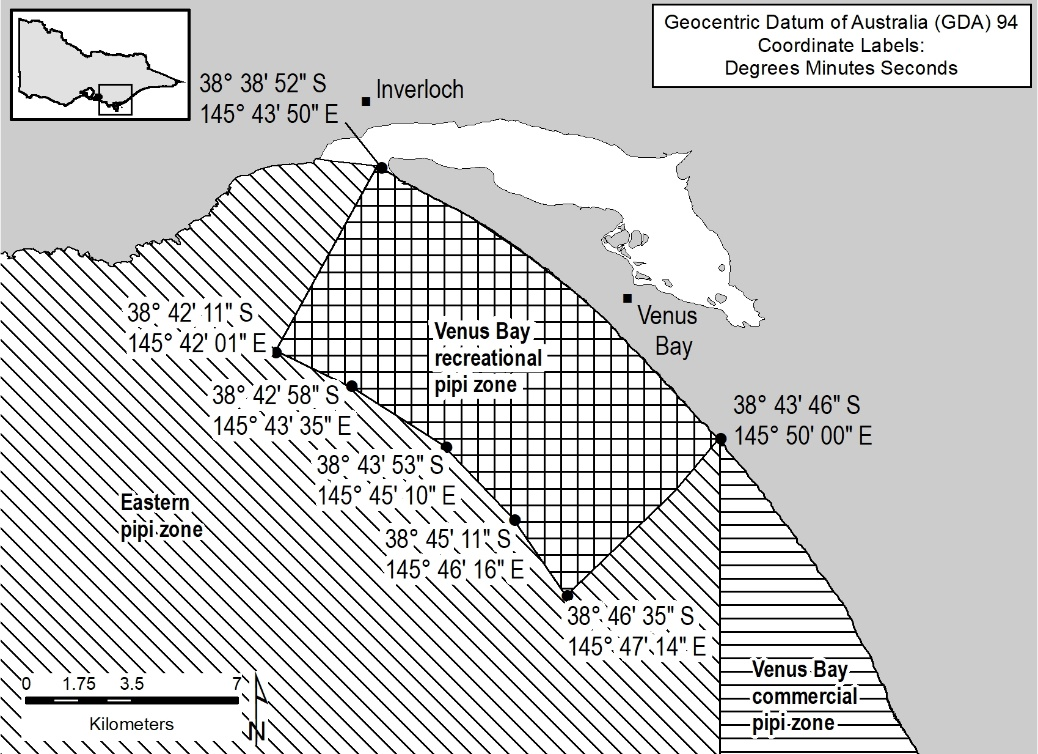 Geocentric Datum of Australia (GDA) 94
Coordinate Labels:
Degrees Minutes Seconds
38° 38' 52" S
145° 43' 50" E
Inverloch
38° 42' 11" S
145° 42' 01" E
Venus Bay
recreational
pipi zone
Venus
Bay
38° 42' 58" S
145° 43' 35" E
38° 43' 46" S
145° 50' 00" E
38° 43' 53" S
145° 45' 10" E
Eastern
pipi zone
38° 45' 11" S
145° 46' 16" E
38° 46' 35" S
145° 47' 14" E
Venus Bay
commercial
pipi zone
0 1.75 3.5 7
Kilometers
N